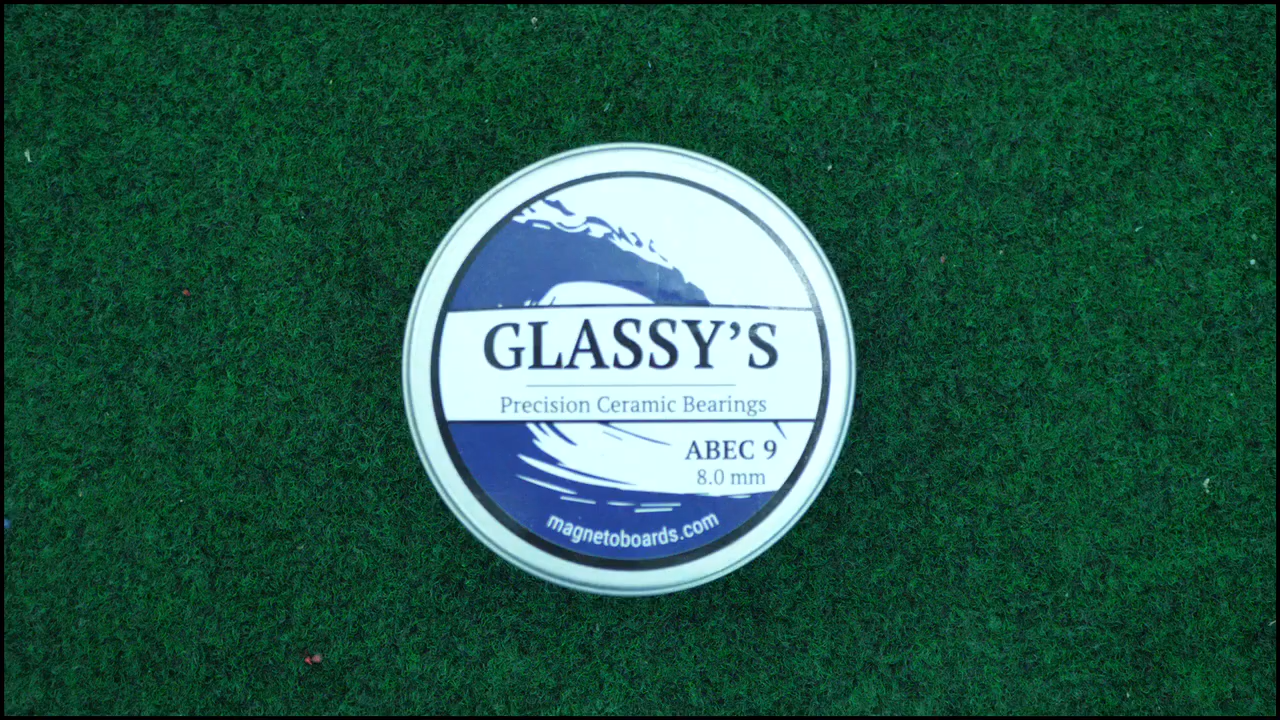 GLASSY'S
Precision Ceramic Bearings
ABEC 9
8.0 mm
magnetoboards.com